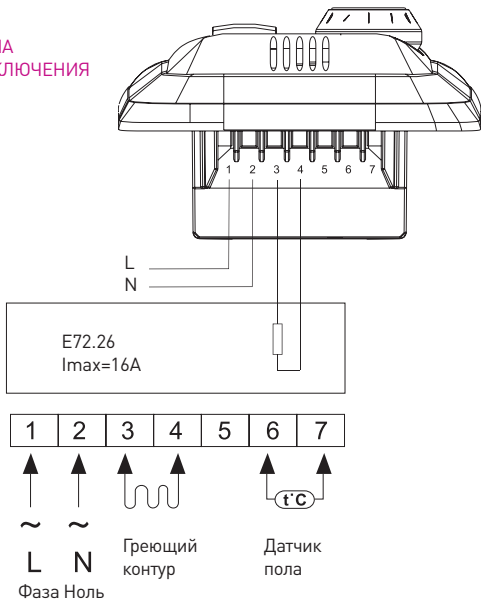 КЛЮЧЕНИЯ
1 2 3 4 5 6 7
L
N
E72.26
Imax=16A
1 2 3 4 5 6 7
t°C
~ ~
L N
Фаза Ноль
Греющий
контур
Датчик
пола